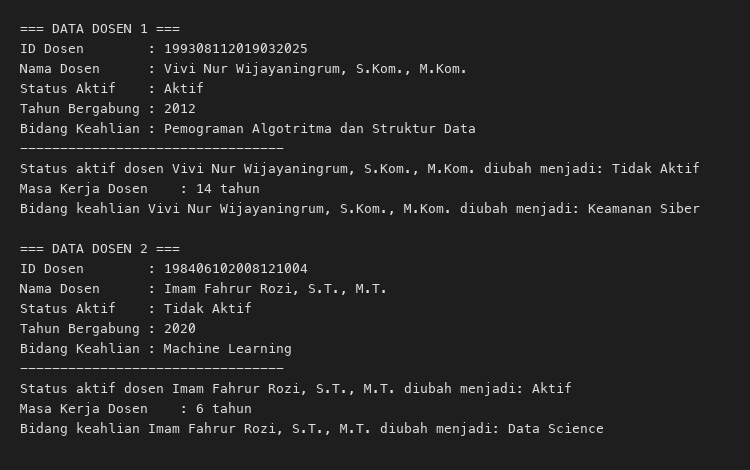 === DATA DOSEN 1 ===
ID Dosen        : 199308112019032025
Nama Dosen      : Vivi Nur Wijayaningrum, S.Kom., M.Kom.
Status Aktif    : Aktif
Tahun Bergabung : 2012
Bidang Keahlian : Pemograman Algotritma dan Struktur Data
---------------------------------
Status aktif dosen Vivi Nur Wijayaningrum, S.Kom., M.Kom. diubah menjadi: Tidak Aktif
Masa Kerja Dosen    : 14 tahun
Bidang keahlian Vivi Nur Wijayaningrum, S.Kom., M.Kom. diubah menjadi: Keamanan Siber

=== DATA DOSEN 2 ===
ID Dosen        : 198406102008121004
Nama Dosen      : Imam Fahrur Rozi, S.T., M.T.
Status Aktif    : Tidak Aktif
Tahun Bergabung : 2020
Bidang Keahlian : Machine Learning
---------------------------------
Status aktif dosen Imam Fahrur Rozi, S.T., M.T. diubah menjadi: Aktif
Masa Kerja Dosen    : 6 tahun
Bidang keahlian Imam Fahrur Rozi, S.T., M.T. diubah menjadi: Data Science